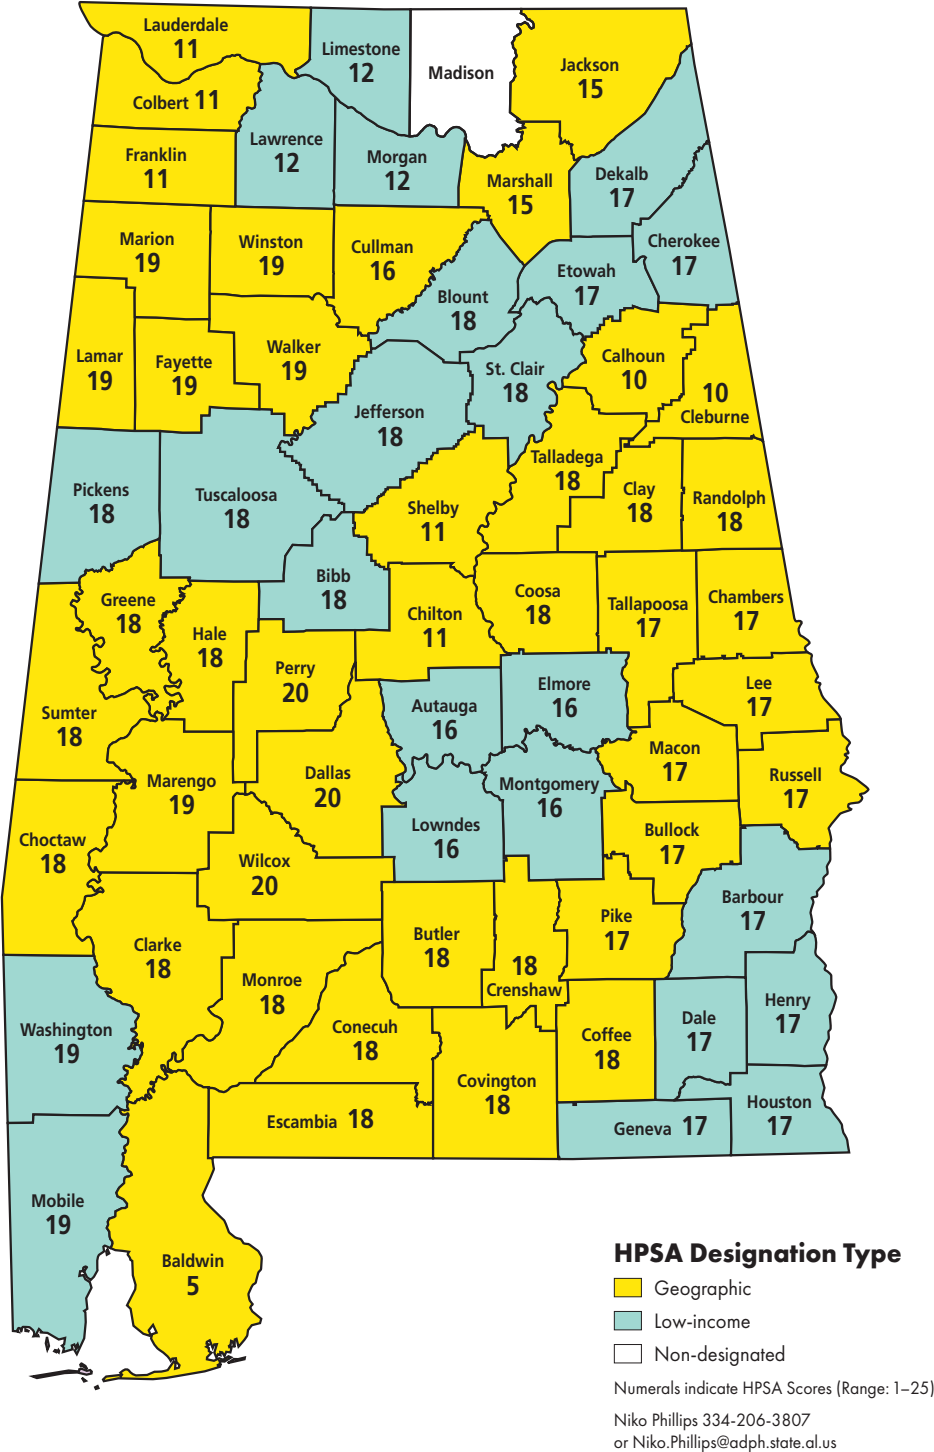 Lauderdale
11
Limestone
12
Madison
Jackson
15
Colbert 11
Lawrence
12
Franklin
11
Morgan
12
Marshall
15
Dekalb
17
Cherokee
17
Marion
19
Winston
19
Cullman
16
Etowah
17
Blount
18
Lamar
19
Fayette
19
Walker
19
St. Clair
18
Calhoun
10
10
Cleburne
Jefferson
18
Talladega
18
Pickens
18
Tuscaloosa
18
Shelby
11
Clay
18
Randolph
18
Bibb
18
Greene
18
Hale
18
Chilton
11
Coosa
18
Tallapoosa
17
Chambers
17
Perry
20
Sumter
18
Autauga
16
Elmore
16
Lee
17
Marengo
19
Dallas
20
Montgomery
16
Macon
17
Russell
17
Choctaw
18
Wilcox
20
Lowndes
16
Bullock
17
Barbour
17
Clarke
18
Butler
18
Pike
17
18
Crenshaw
Monroe
18
Washington
19
Conecuh
18
Coffee
18
Dale
17
Henry
17
Covington
18
Escambia 18
Geneva 17
Houston
17
Mobile
19
Baldwin
5
HPSA Designation Type
Geographic
Low-income
Non-designated
Numerals indicate HPSA Scores (Range: 1–25)
Niko Phillips 334-206-3807
or Niko.Phillips@adph.state.al.us